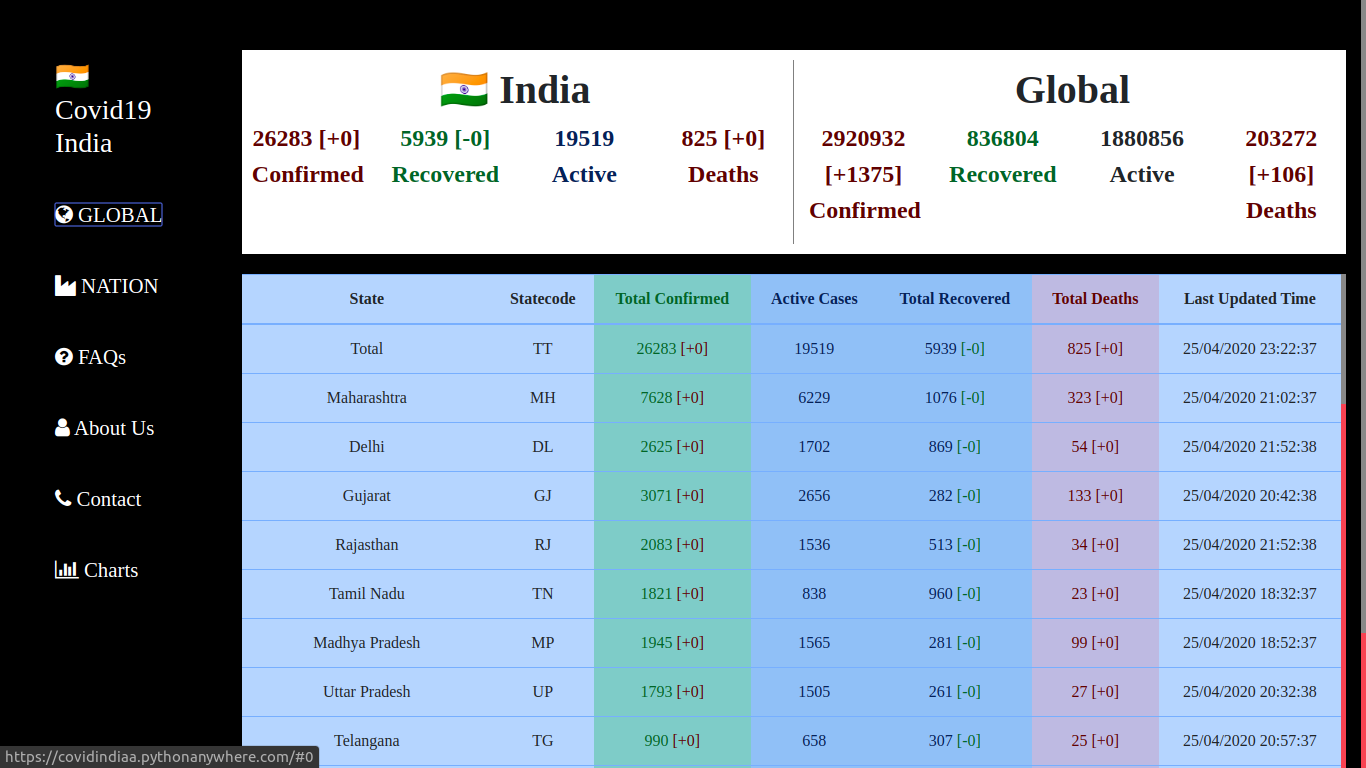 Covid19
India
GLOBAL
NATION
FAQs
About Us
Contact
Charts
India
26283 [+0] 5939 [-0] 19519 825 [+0]
Confirmed Recovered Active Deaths
Global
2920932 836804 1880856 203272
[+1375] Recovered Active [+106]
Confirmed Deaths
State Statecode Total Confirmed Active Cases Total Recovered Total Deaths Last Updated Time
Total TT 26283 [+0] 19519 5939 [-0] 825 [+0] 25/04/2020 23:22:37
Maharashtra MH 7628 [+0] 6229 1076 [-0] 323 [+0] 25/04/2020 21:02:37
Delhi DL 2625 [+0] 1702 869 [-0] 54 [+0] 25/04/2020 21:52:38
Gujarat GJ 3071 [+0] 2656 282 [-0] 133 [+0] 25/04/2020 20:42:38
Rajasthan RJ 2083 [+0] 1536 513 [-0] 34 [+0] 25/04/2020 21:52:38
Tamil Nadu TN 1821 [+0] 838 960 [-0] 23 [+0] 25/04/2020 18:32:37
Madhya Pradesh MP 1945 [+0] 1565 281 [-0] 99 [+0] 25/04/2020 18:52:37
Uttar Pradesh UP 1793 [+0] 1505 261 [-0] 27 [+0] 25/04/2020 20:32:38
Telangana TG 990 [+0] 658 307 [-0] 25 [+0] 25/04/2020 20:57:37
https://covidindiaa.pythonanywhere.com/#0